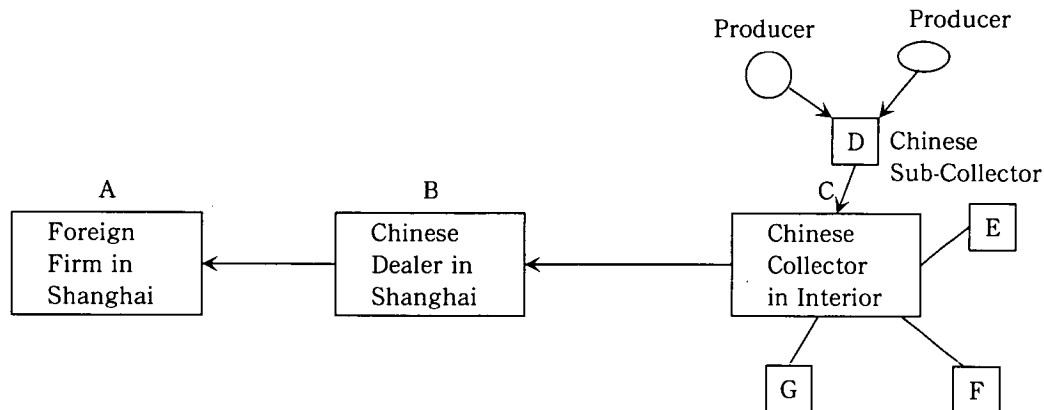 Producer
Producer
D
Chinese
Sub-Collector
A
B
C
Foreign
Firm in
Shanghai
Chinese
Dealer in
Shanghai
Chinese
Collector
in Interior
E
G
F